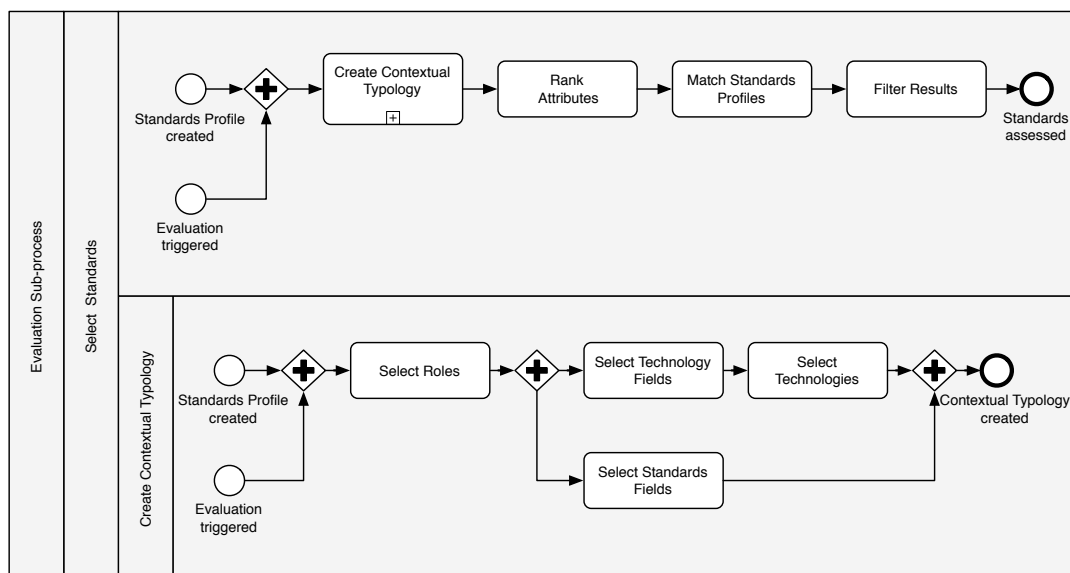 Evaluation Sub-process
Select Standards
Create Contextual
Typology
Rank
Attributes
Match Standards
Profiles
Filter Results
Standards Profile
created
Standards
assessed
Evaluation
triggered
Create Contextual Typology
Select Roles
Select Technology
Fields
Select
Technologies
Standards Profile
created
Contextual Typology
created
Select Standards
Fields
Evaluation
triggered